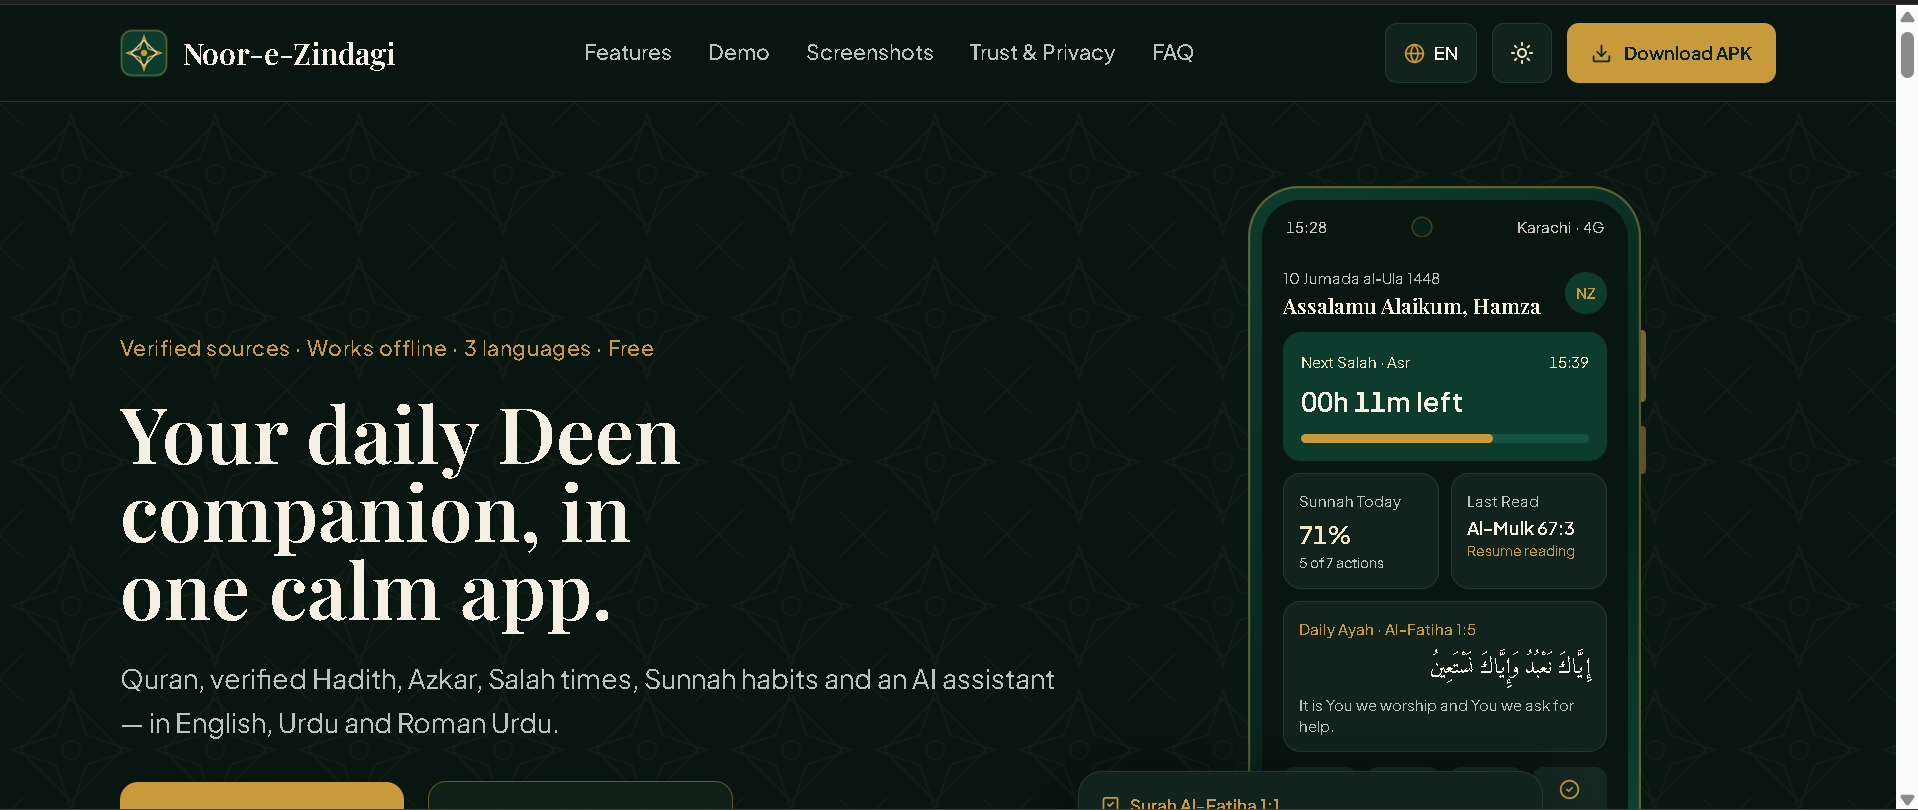 Noor-e-Zindagi
Features
Demo
Screenshots
Trust & Privacy
FAQ
EN
Download APK
Verified sources · Works offline · 3 languages · Free
Your daily Deen
companion, in
one calm app.
Quran, verified Hadith, Azkar, Salah times, Sunnah habits and an AI assistant
— in English, Urdu and Roman Urdu.
15:28
Karachi · 4G
10 Jumada al-Ula 1448
Assalamu Alaikum, Hamza
NZ
Next Salah · Asr
15:39
00h 11m left
Sunnah Today
71%
5 of 7 actions
Last Read
Al-Mulk 67:3
Resume reading
Daily Ayah · Al-Fatiha 1:5
إِيَّاكَ نَعْبُدُ وَإِيَّاكَ نَسْتَعِينُ
It is You we worship and You we ask for
help.
Surah Al-Fatiha 1:1